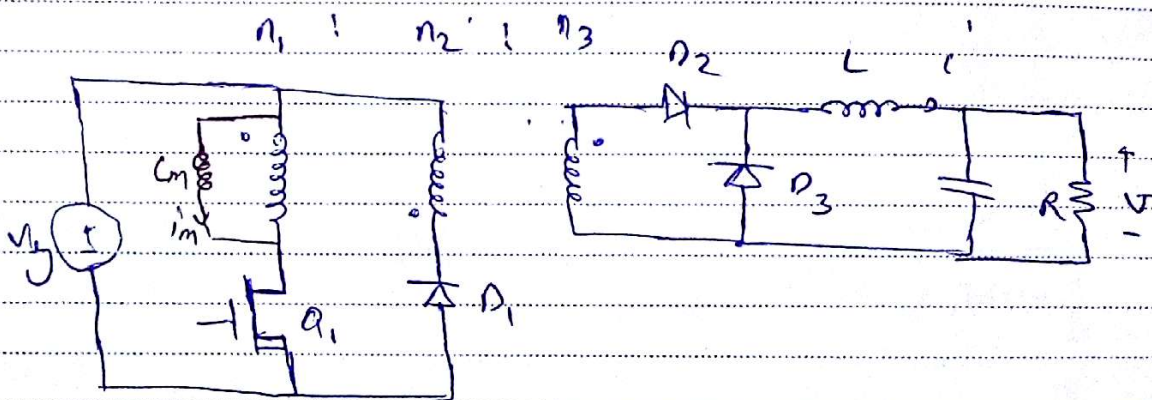 n1 : n2 : n3
D2 L i
Lm
im
Vg
Q1
D1
D3
R
+
V
-